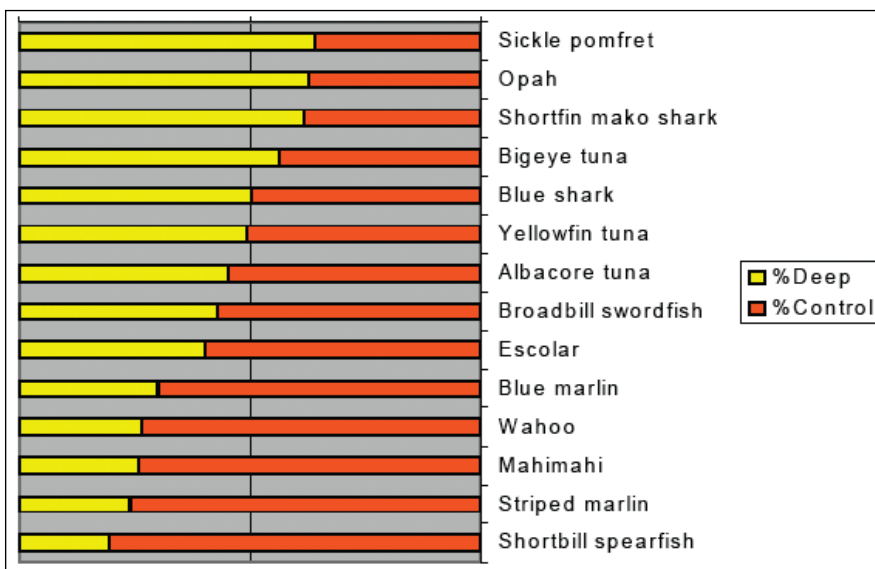 Sickle pomfret
Opah
Shortfin mako shark
Bigeye tuna
Blue shark
Yellowfin tuna
Albacore tuna
Broadbill swordfish
Escolar
Blue marlin
Wahoo
Mahimahi
Striped marlin
Shortbill spearfish
%Deep
%Control